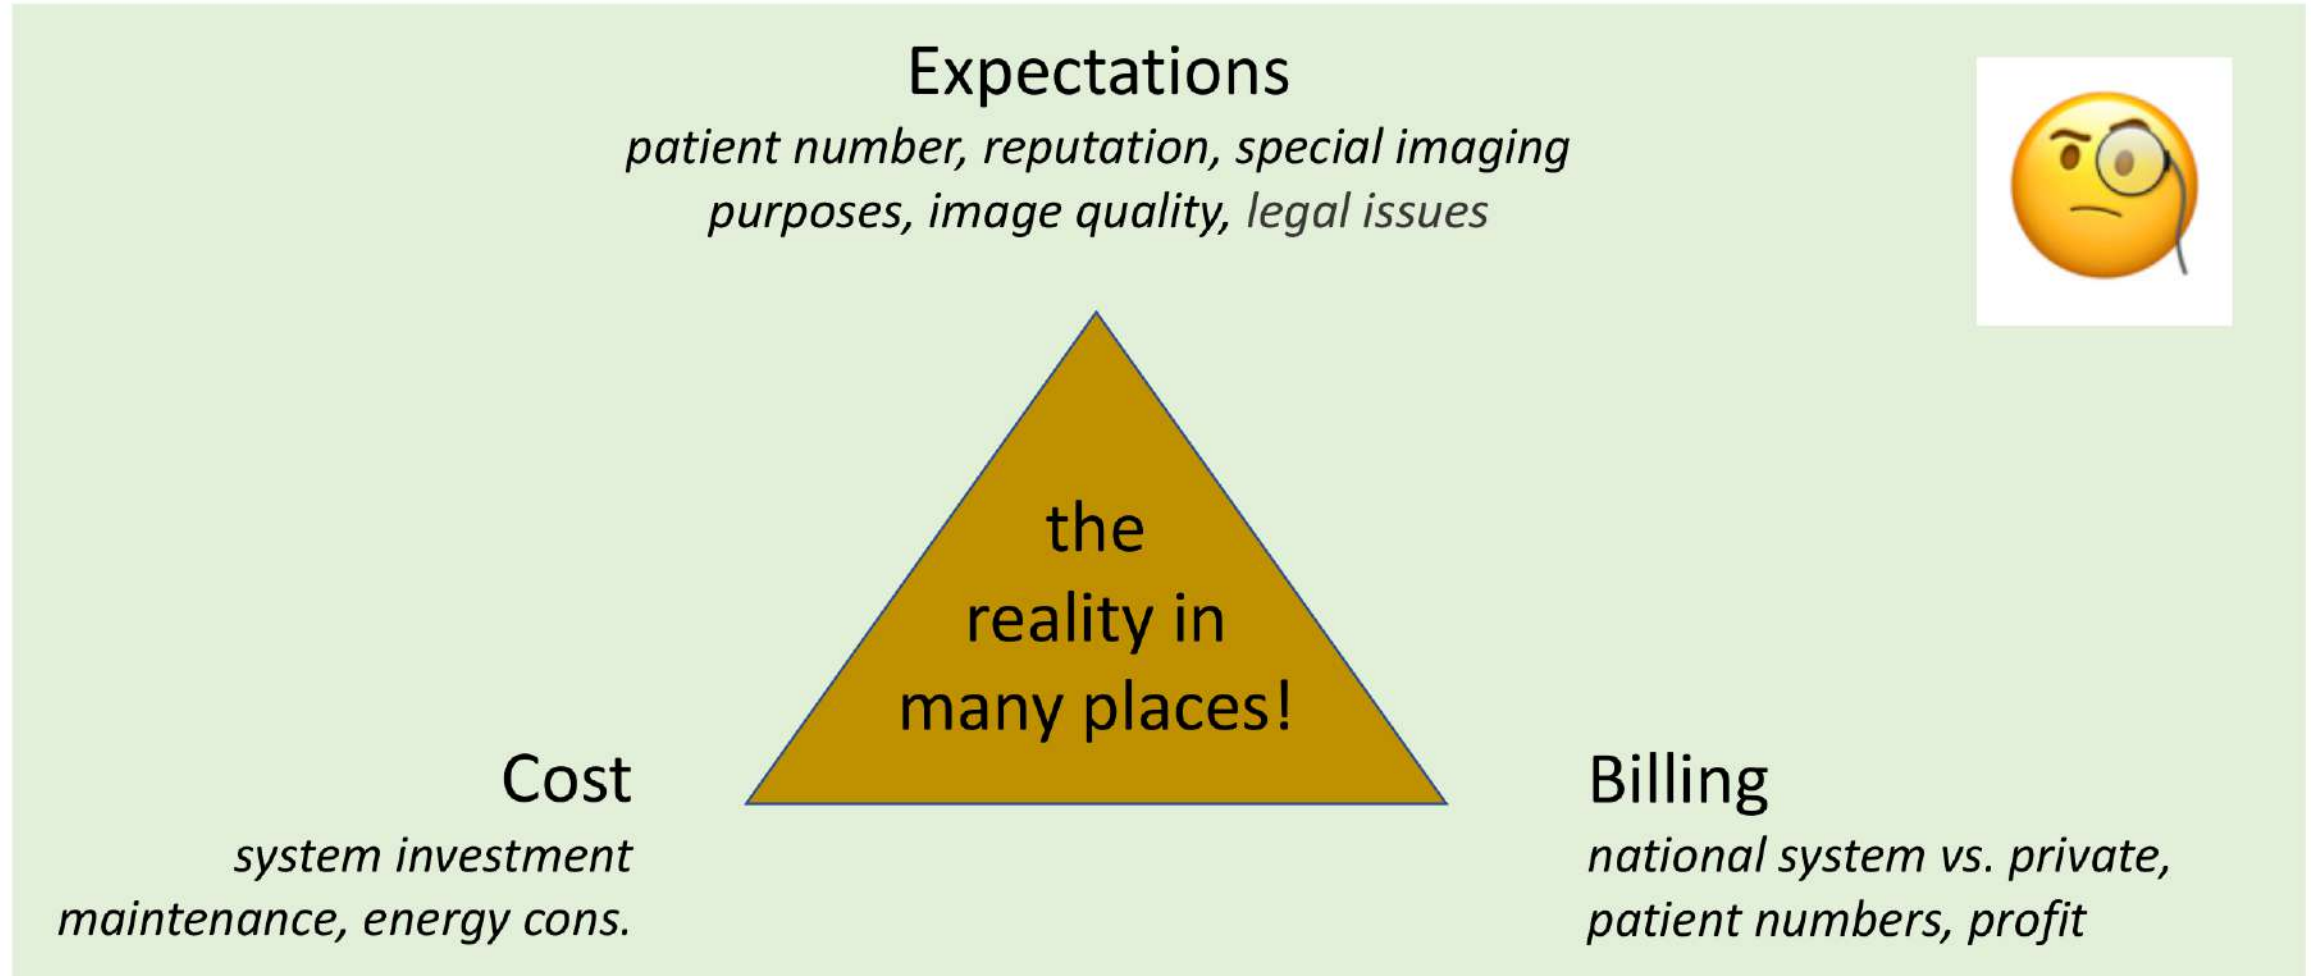 Expectations
patient number, reputation, special imaging
purposes, image quality, legal issues
the
reality in
many places!
Cost
system investment
maintenance, energy cons.
Billing
national system vs. private,
patient numbers, profit